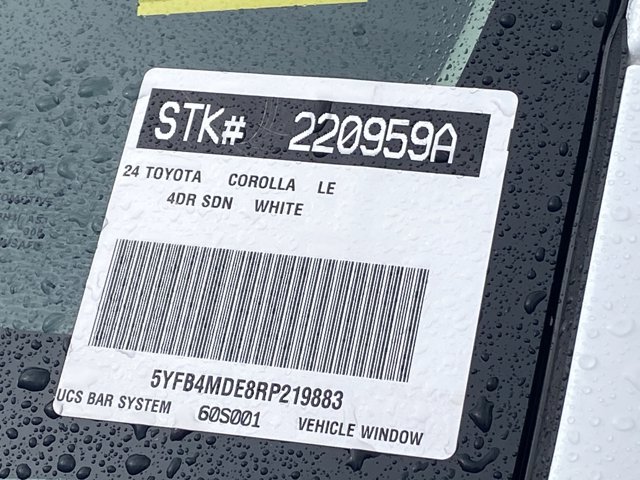 STK# 220959A
24 TOYOTA COROLLA LE
4DR SDN WHITE
5YFB4MDE8RP219883
UCS BAR SYSTEM 60S001 VEHICLE WINDOW